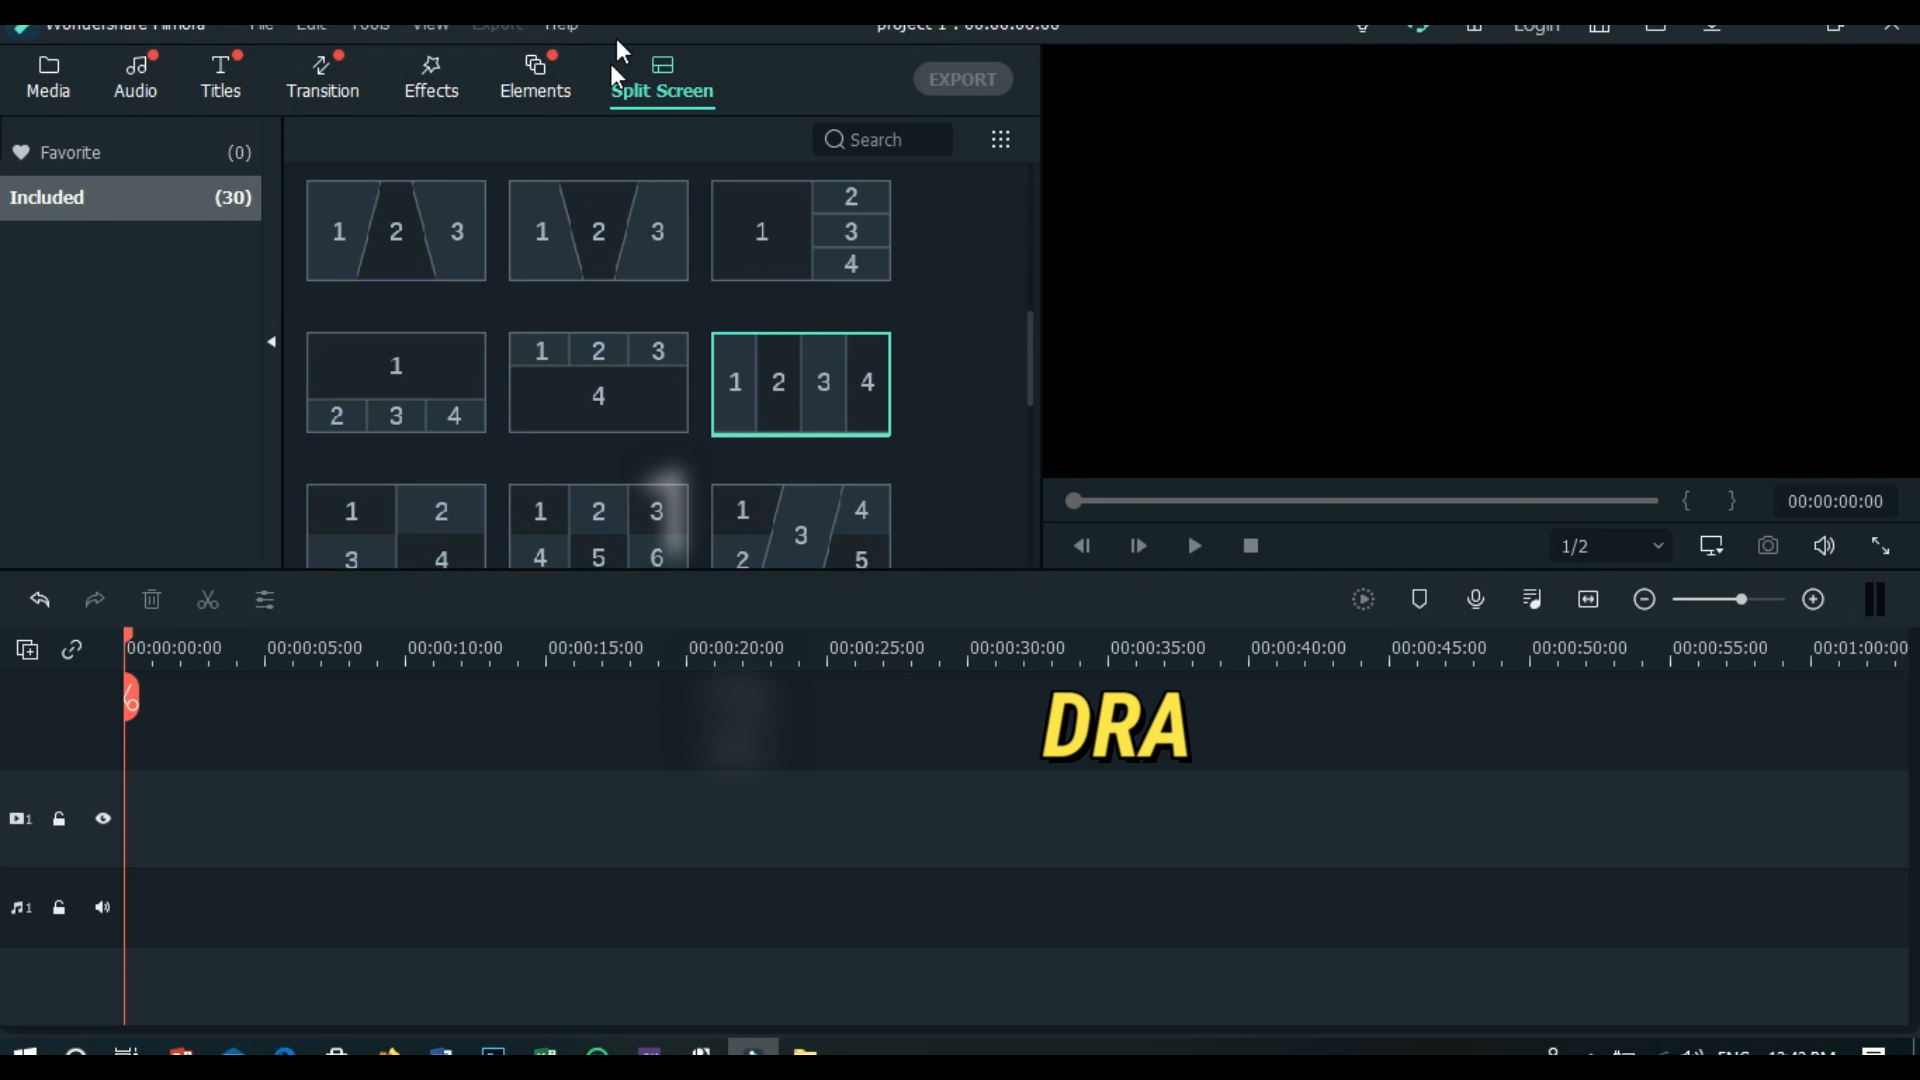 Wondershare Filmora File Edit Tools View Export Help project 1 : 00:00:00:00 Login
Media Audio Titles Transition Effects Elements Split Screen EXPORT
Favorite (0)
Search
Included (30)
1 2 3
1 2 3
1 2 3 4
1 2 3 4
1 2 3 4
1 2 3 4
1 2 3 4
1 2 3 4 5 6
1 2 3 4 5
1
{ } 00:00:00:00
1/2
00:00:00:00 00:00:05:00 00:00:10:00 00:00:15:00 00:00:20:00 00:00:25:00 00:00:30:00 00:00:35:00 00:00:40:00 00:00:45:00 00:00:50:00 00:00:55:00 00:01:00:00
DRA
1
1